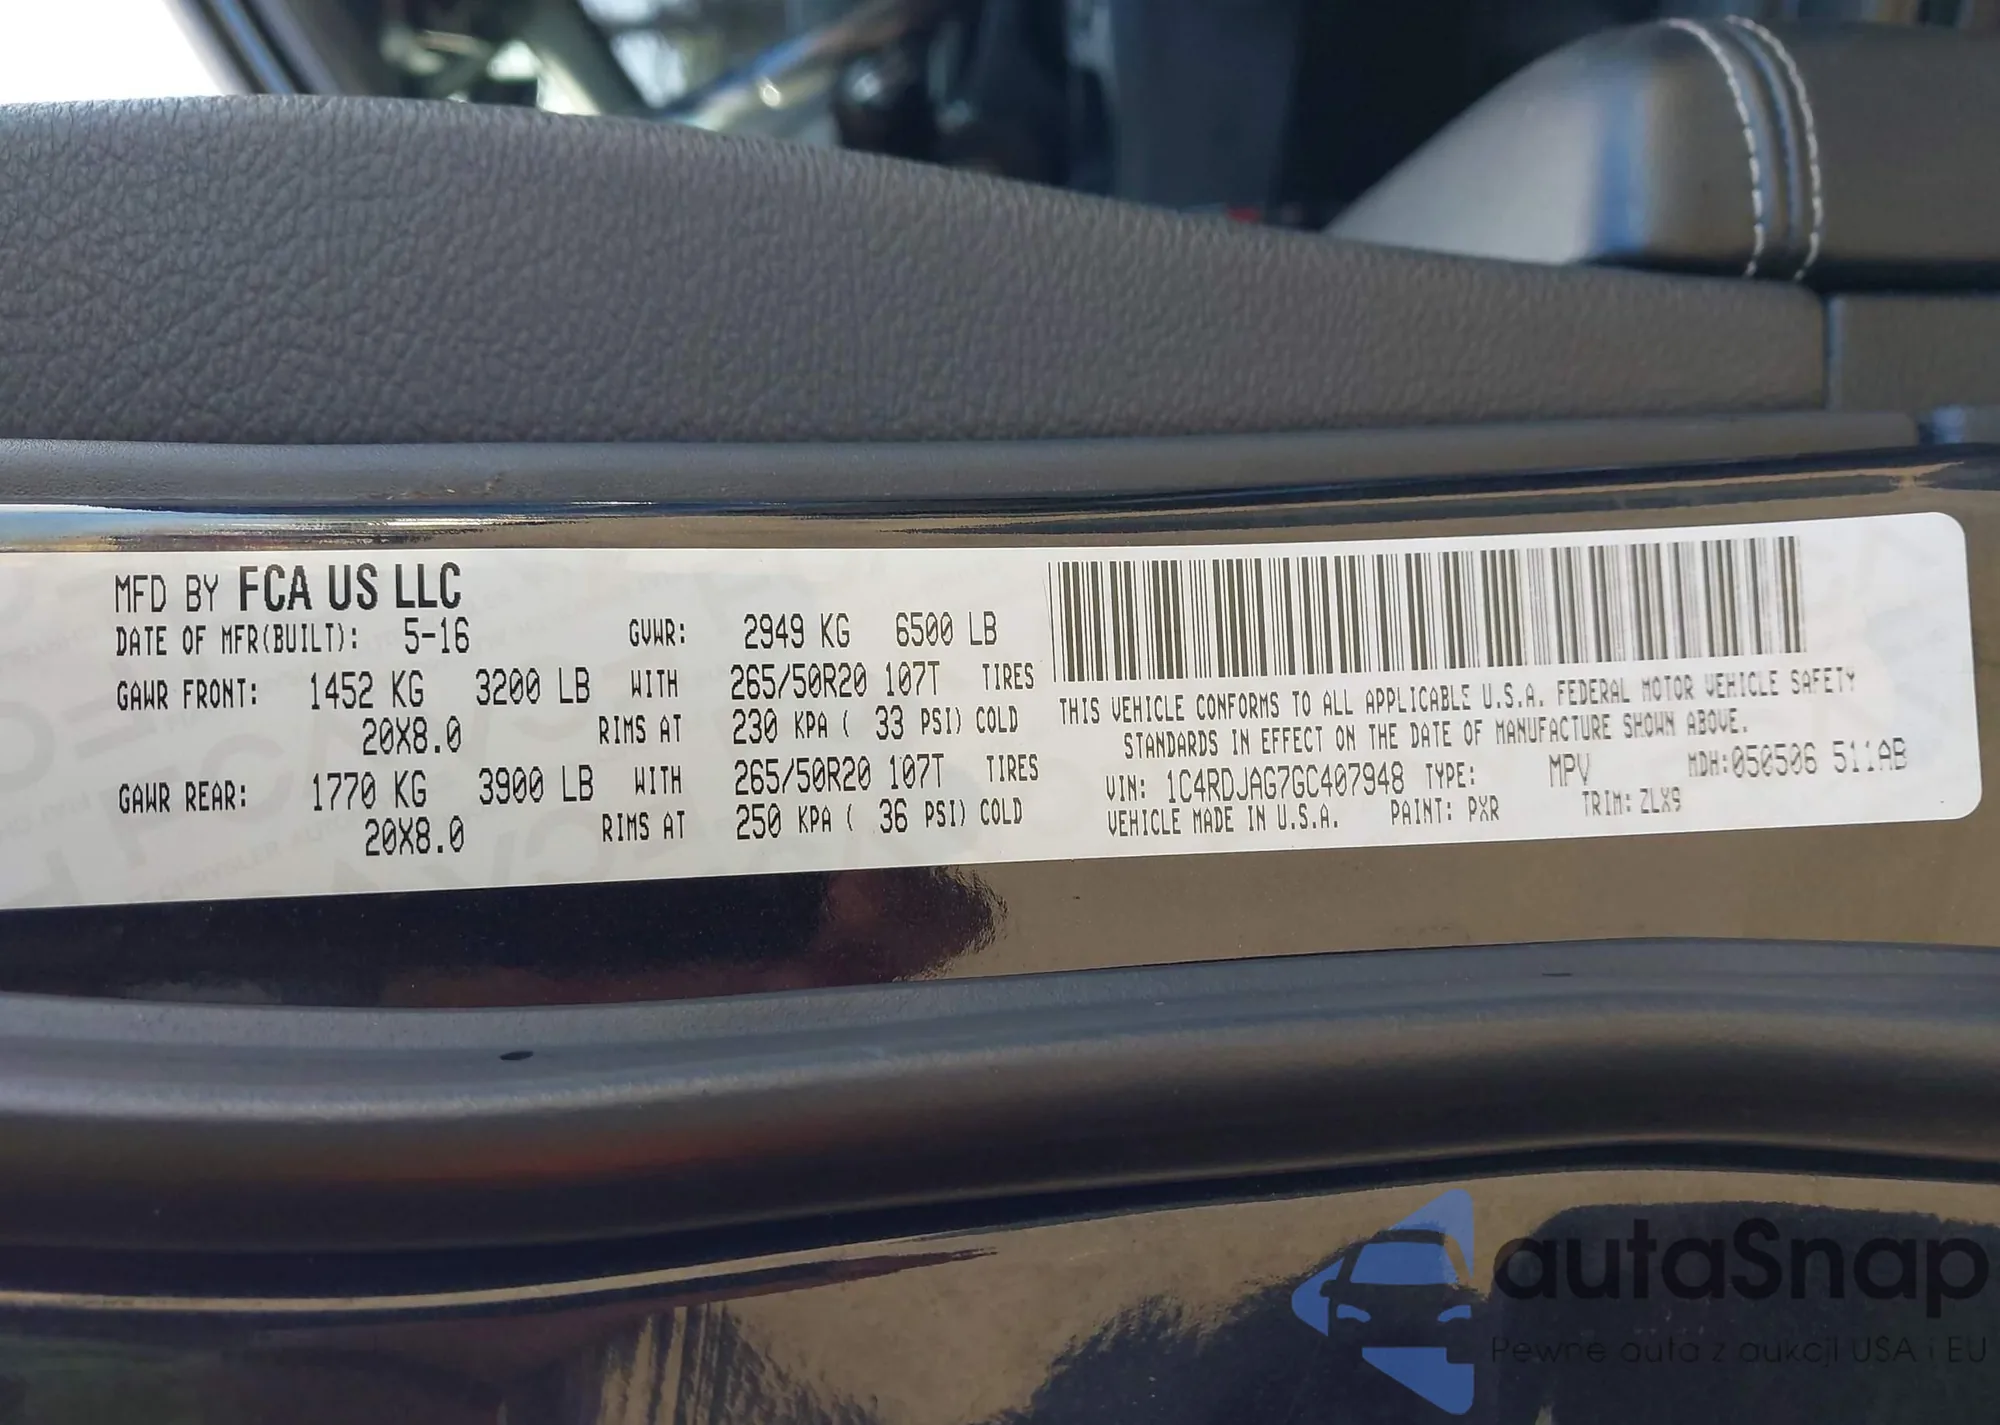 MFD BY FCA US LLC
DATE OF MFR(BUILT): 5-16 GVWR: 2949 KG 6500 LB
GAWR FRONT: 1452 KG 3200 LB WITH 265/50R20 107T TIRES
20X8.0 RIMS AT 230 KPA ( 33 PSI) COLD
GAWR REAR: 1770 KG 3900 LB WITH 265/50R20 107T TIRES
20X8.0 RIMS AT 250 KPA ( 36 PSI) COLD
THIS VEHICLE CONFORMS TO ALL APPLICABLE U.S.A. FEDERAL MOTOR VEHICLE SAFETY
STANDARDS IN EFFECT ON THE DATE OF MANUFACTURE SHOWN ABOVE.
VIN: 1C4RDJAG7GC407948 TYPE: MPV MDH:050506 511AB
VEHICLE MADE IN U.S.A. PAINT: PXR TRIM: ZLX9
autaSnap
Pewne auta z aukcji USA i EU